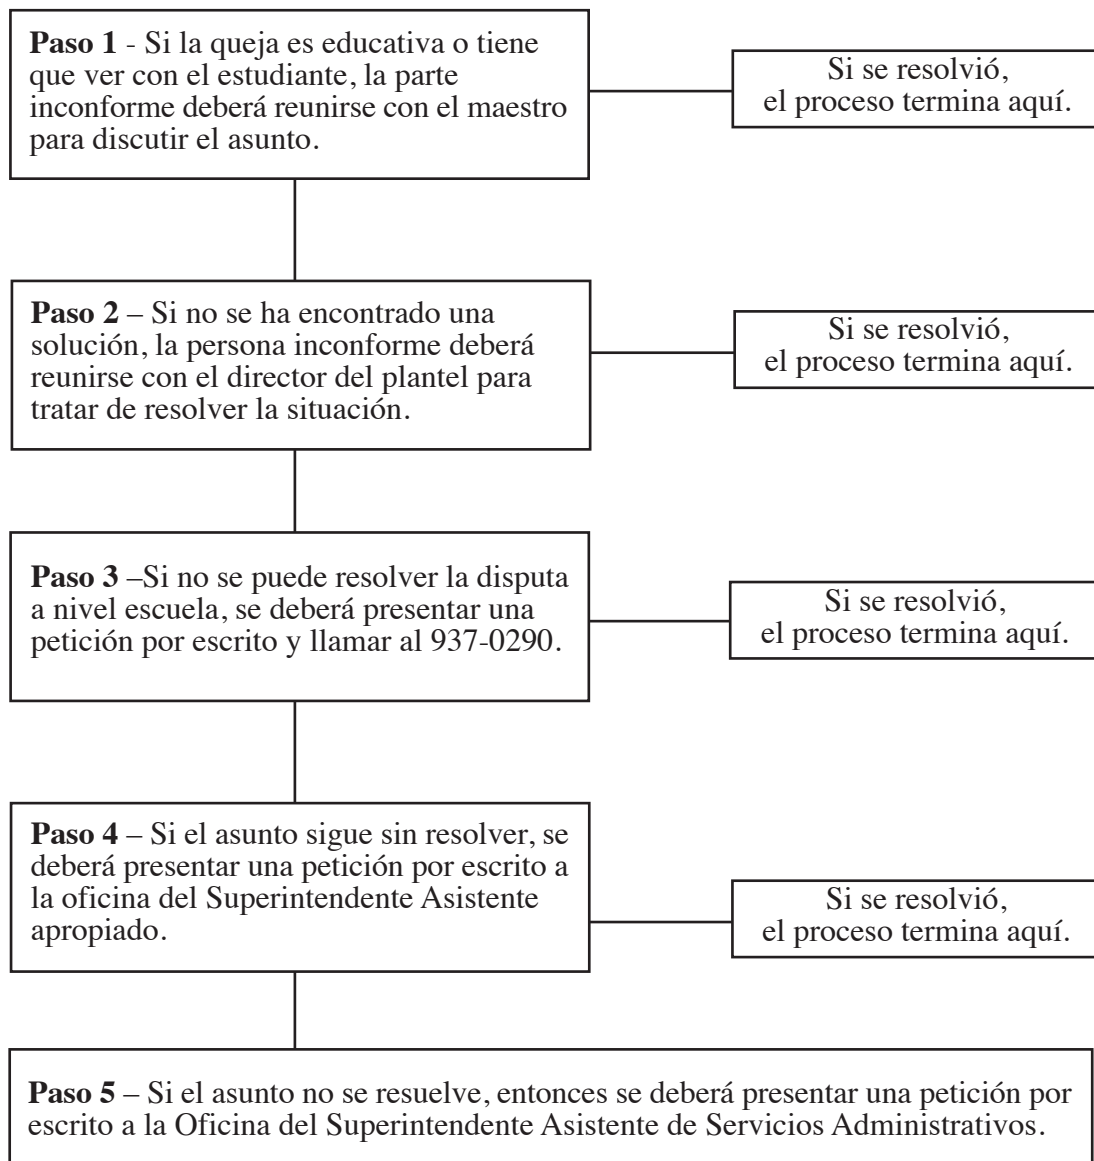 Paso 1 - Si la queja es educativa o tiene
que ver con el estudiante, la parte
inconforme deberá reunirse con el maestro
para discutir el asunto.
Si se resolvió,
el proceso termina aquí.
Paso 2 – Si no se ha encontrado una
solución, la persona inconforme deberá
reunirse con el director del plantel para
tratar de resolver la situación.
Si se resolvió,
el proceso termina aquí.
Paso 3 –Si no se puede resolver la disputa
a nivel escuela, se deberá presentar una
petición por escrito y llamar al 937-0290.
Si se resolvió,
el proceso termina aquí.
Paso 4 – Si el asunto sigue sin resolver, se
deberá presentar una petición por escrito a
la oficina del Superintendente Asistente
apropiado.
Si se resolvió,
el proceso termina aquí.
Paso 5 – Si el asunto no se resuelve, entonces se deberá presentar una petición por
escrito a la Oficina del Superintendente Asistente de Servicios Administrativos.